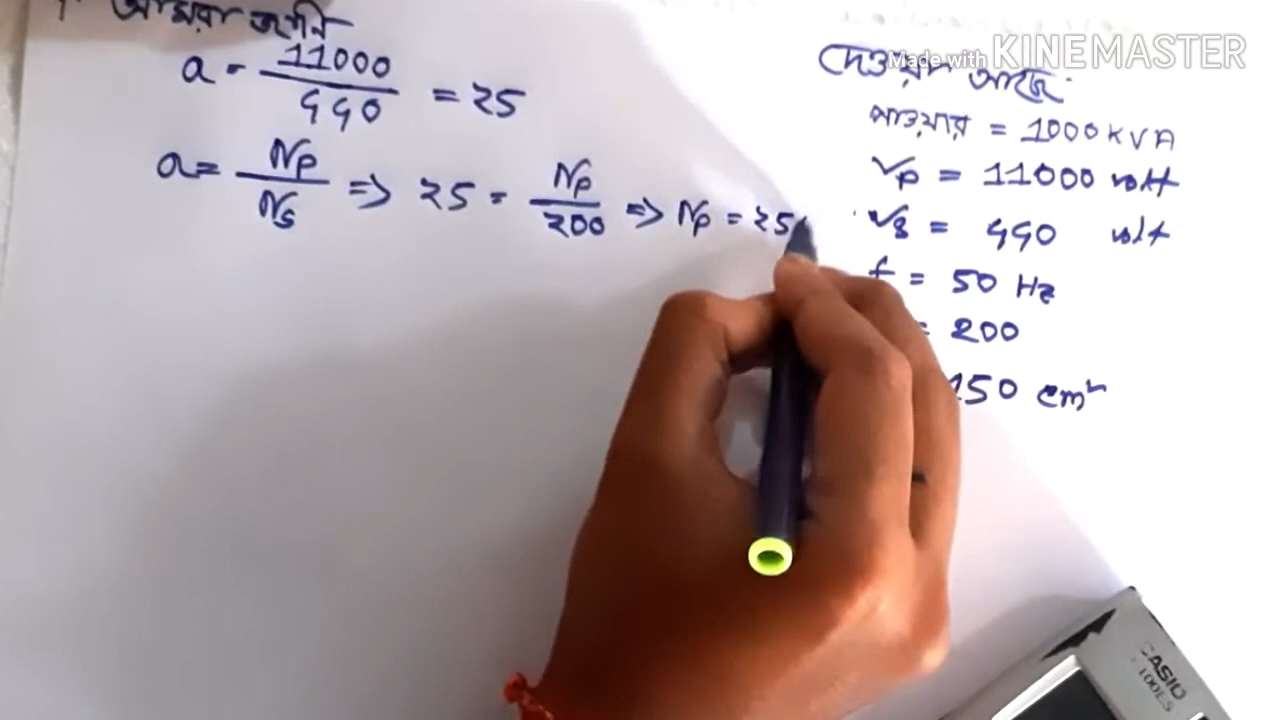 আমরা জানি
a = 11000 / 440 = 25
a = Np / Ns => 25 = Np / 200 => Np = 25
Made with KINEMASTER
দেওয়া আছে
পাওয়ার = 1000 KVA
Vp = 11000 volt
Vs = 440 volt
f = 50 Hz
= 200
150 cm²
CASIO